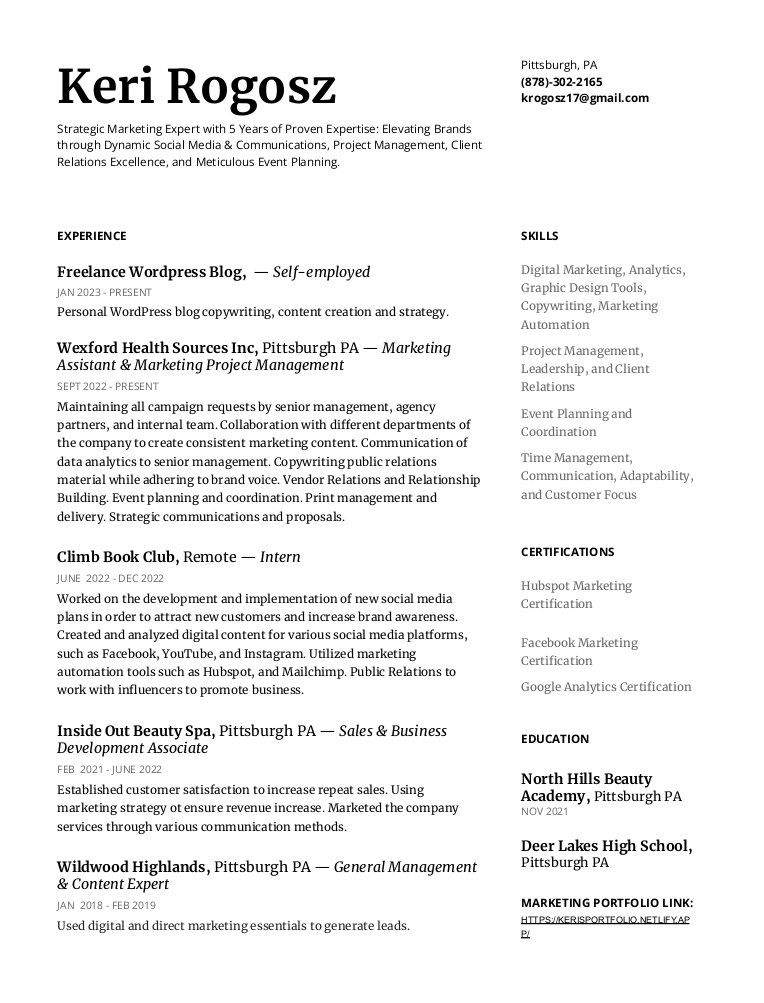 Keri Rogosz
Strategic Marketing Expert with 5 Years of Proven Expertise: Elevating Brands
through Dynamic Social Media & Communications, Project Management, Client
Relations Excellence, and Meticulous Event Planning.
Pittsburgh, PA
(878)-302-2165
krogosz17@gmail.com
EXPERIENCE
Freelance Wordpress Blog,  — Self-employed
JAN 2023 - PRESENT
Personal WordPress blog copywriting, content creation and strategy.
Wexford Health Sources Inc, Pittsburgh PA — Marketing
Assistant & Marketing Project Management
SEPT 2022 - PRESENT
Maintaining all campaign requests by senior management, agency
partners, and internal team. Collaboration with different departments of
the company to create consistent marketing content. Communication of
data analytics to senior management. Copywriting public relations
material while adhering to brand voice. Vendor Relations and Relationship
Building. Event planning and coordination. Print management and
delivery. Strategic communications and proposals.
Climb Book Club, Remote — Intern
JUNE  2022 - DEC 2022
Worked on the development and implementation of new social media
plans in order to attract new customers and increase brand awareness.
Created and analyzed digital content for various social media platforms,
such as Facebook, YouTube, and Instagram. Utilized marketing
automation tools such as Hubspot, and Mailchimp. Public Relations to
work with influencers to promote business.
Inside Out Beauty Spa, Pittsburgh PA — Sales & Business
Development Associate
FEB  2021 - JUNE 2022
Established customer satisfaction to increase repeat sales. Using
marketing strategy ot ensure revenue increase. Marketed the company
services through various communication methods.
Wildwood Highlands, Pittsburgh PA — General Management
& Content Expert
JAN  2018 - FEB 2019
Used digital and direct marketing essentials to generate leads.
SKILLS
Digital Marketing, Analytics,
Graphic Design Tools,
Copywriting, Marketing
Automation
Project Management,
Leadership, and Client
Relations
Event Planning and
Coordination
Time Management,
Communication, Adaptability,
and Customer Focus
CERTIFICATIONS
Hubspot Marketing
Certification
Facebook Marketing
Certification
Google Analytics Certification
EDUCATION
North Hills Beauty
Academy, Pittsburgh PA
NOV 2021
Deer Lakes High School,
Pittsburgh PA
MARKETING PORTFOLIO LINK:
HTTPS://KERISPORTFOLIO.NETLIFY.AP
P/